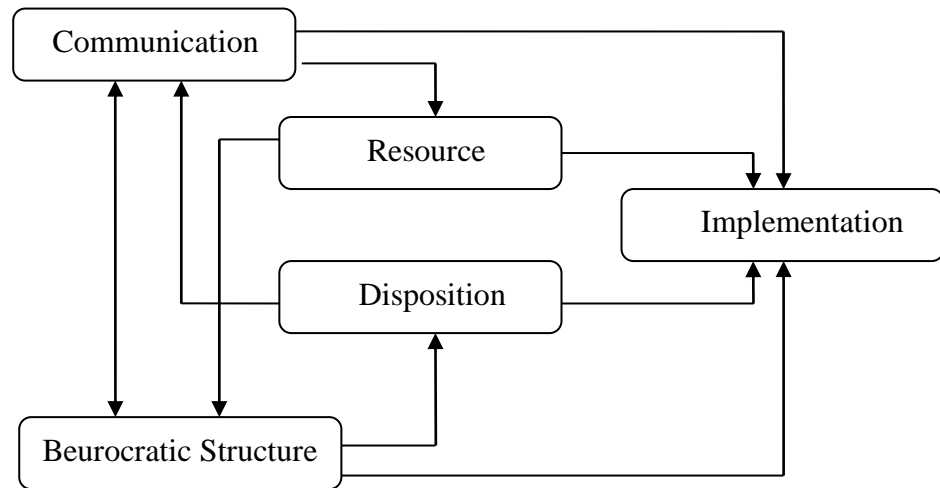 Communication
Resource
Implementation
Disposition
Beurocratic Structure